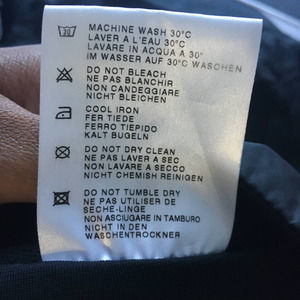 MACHINE WASH 30°C
LAVER A L'EAU 30°C
LAVARE IN ACQUA A 30°
IM WASSER AUF 30°C WASCHEN
30
DO NOT BLEACH
NE PAS BLANCHIR
NON CANDEGGIARE
NICHT BLEICHEN
COOL IRON
FER TIEDE
FERRO TIEPIDO
KALT BUGELN
DO NOT DRY CLEAN
NE PAS LAVER A SEC
NON LAVARE A SECCO
NICHT CHEMISH REINIGEN
DO NOT TUMBLE DRY
NE PAS UTILISER DE
SECHE-LINGE
NON ASCIUGARE IN TAMBURO
NICHT IN DEN
WASCHENTROCKNER